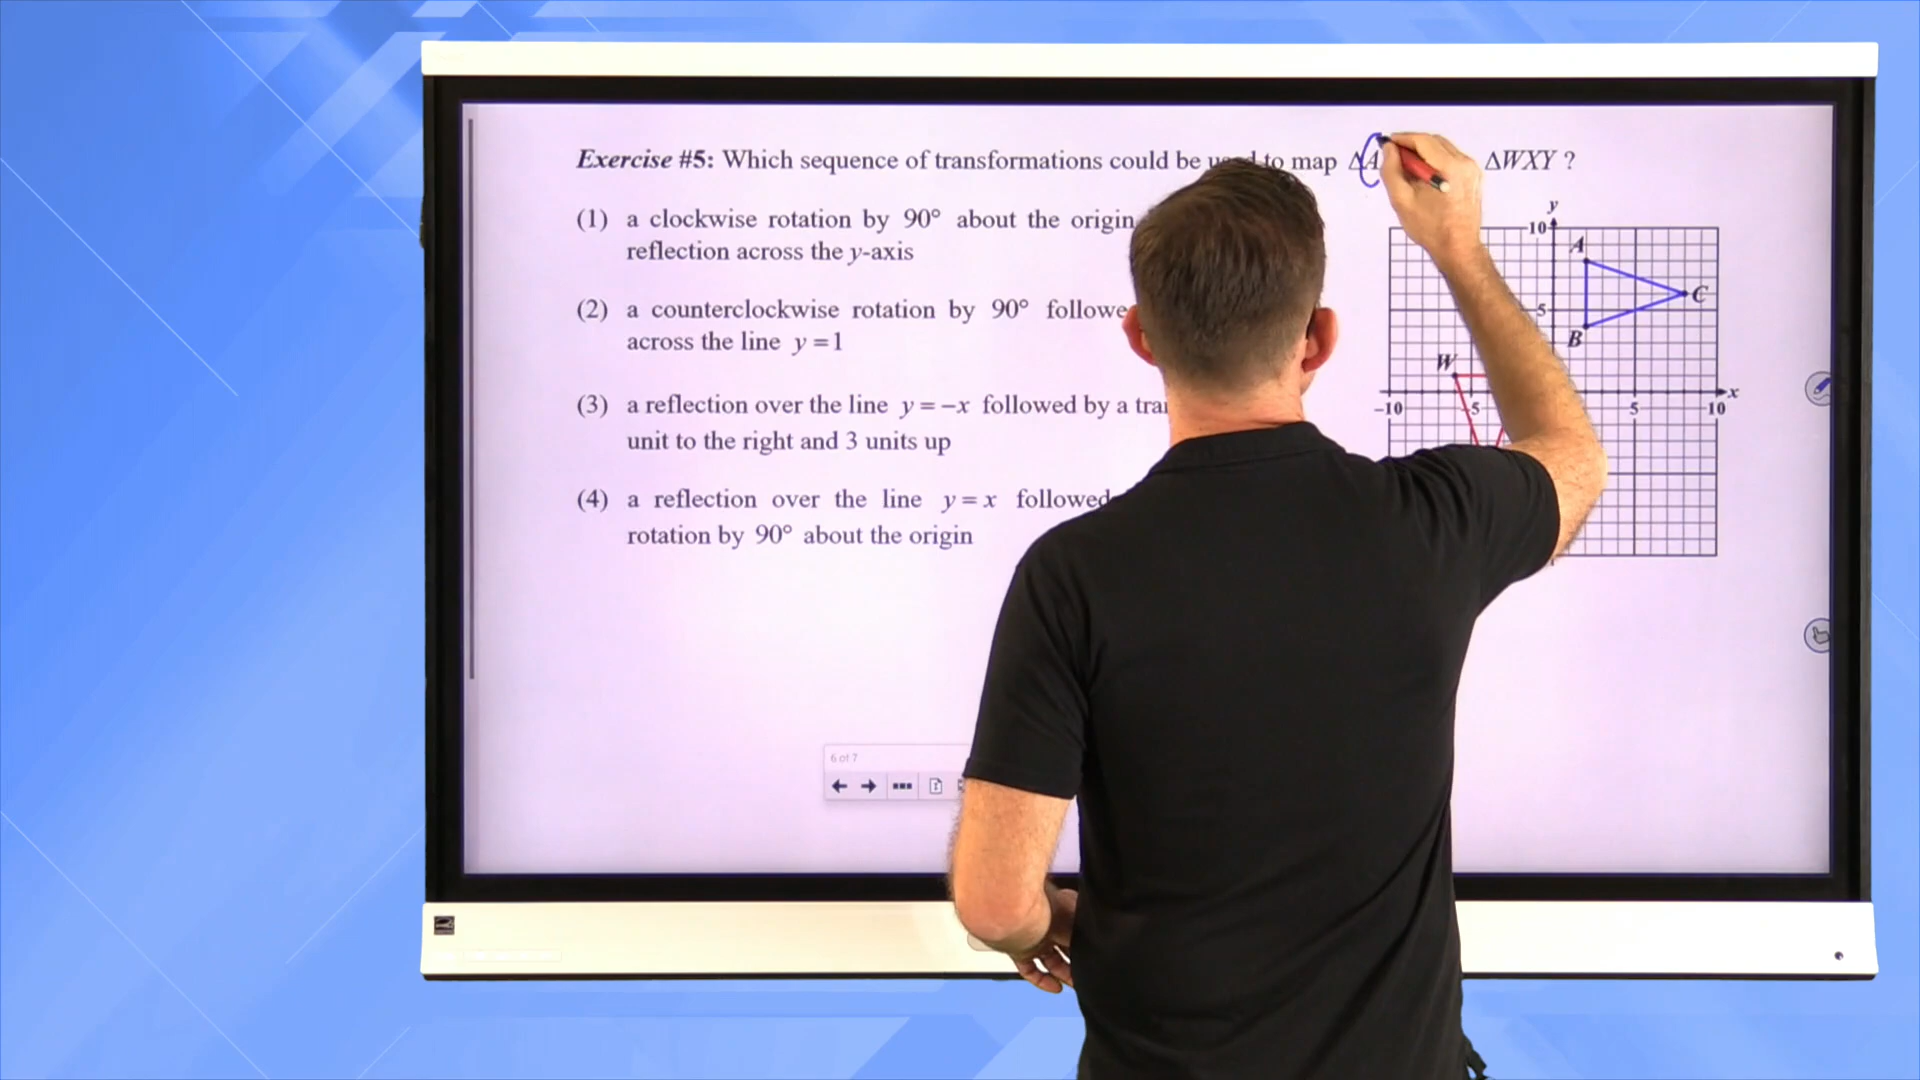 Exercise #5: Which sequence of transformations could be used to map ΔA ΔWXY ?
(1) a clockwise rotation by 90° about the origin
reflection across the y-axis
(2) a counterclockwise rotation by 90°
across the line y = 1
(3) a reflection over the line y = −x followed by a
unit to the right and 3 units up
(4) a reflection over the line y = x followed
rotation by 90° about the origin
y
10
A
C
5
B
W
x
−10
−5
5
10
6 of 7